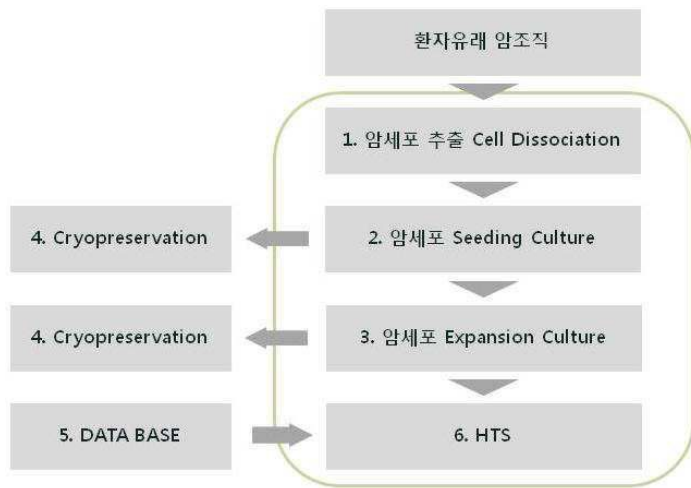 환자유래 암조직
1. 암세포 추출 Cell Dissociation
4. Cryopreservation
2. 암세포 Seeding Culture
4. Cryopreservation
3. 암세포 Expansion Culture
5. DATA BASE
6. HTS